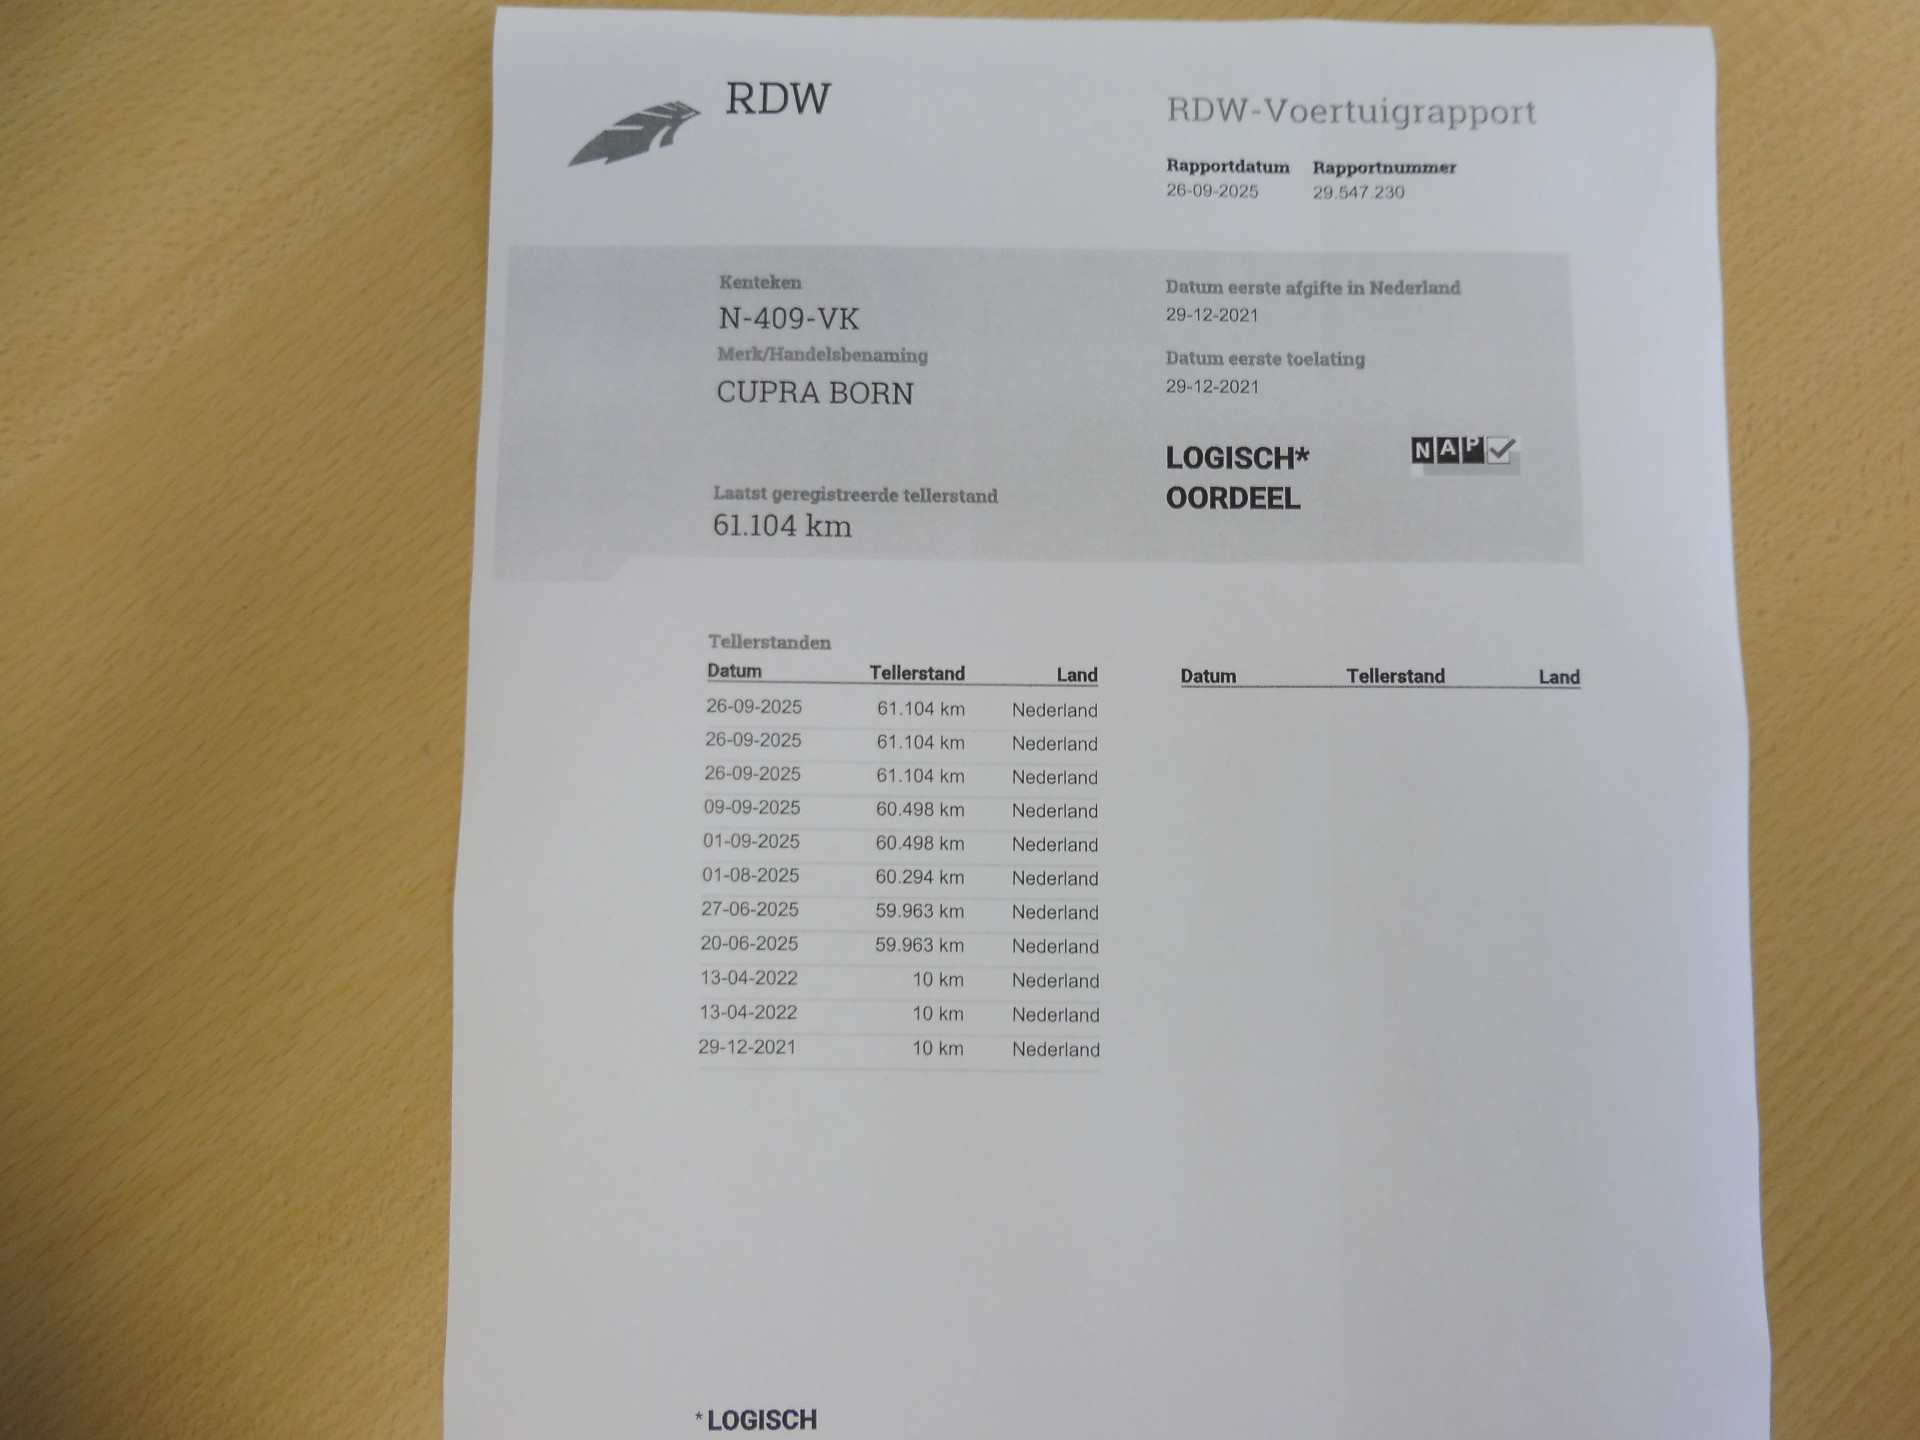 RDW
RDW-Voertuigrapport
Rapportdatum Rapportnummer
26-09-2025 29.547.230
Kenteken
N-409-VK
Merk/Handelsbenaming
CUPRA BORN
Laatst geregistreerde tellerstand
61.104 km
Datum eerste afgifte in Nederland
29-12-2021
Datum eerste toelating
29-12-2021
LOGISCH*
OORDEEL
NAP
Tellerstanden
Datum Tellerstand Land
26-09-2025 61.104 km Nederland
26-09-2025 61.104 km Nederland
26-09-2025 61.104 km Nederland
09-09-2025 60.498 km Nederland
01-09-2025 60.498 km Nederland
01-08-2025 60.294 km Nederland
27-06-2025 59.963 km Nederland
20-06-2025 59.963 km Nederland
13-04-2022 10 km Nederland
13-04-2022 10 km Nederland
29-12-2021 10 km Nederland
Datum Tellerstand Land
*LOGISCH